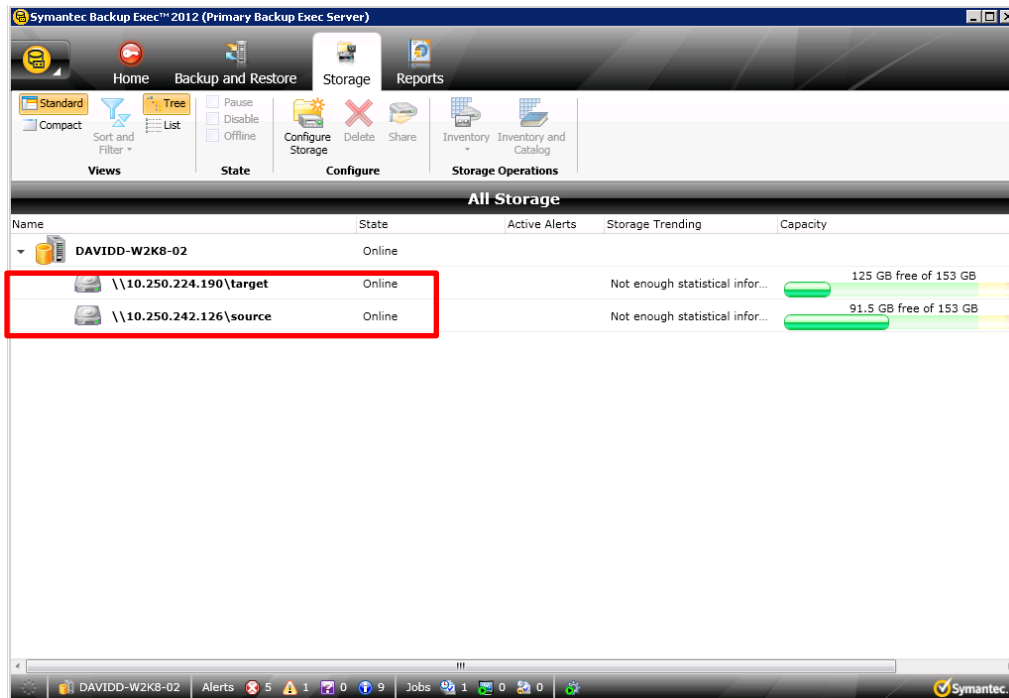 Symantec Backup Exec™ 2012 (Primary Backup Exec Server)
Home Backup and Restore Storage Reports
Standard
Compact
Sort and
Filter
Tree
List
Views
Pause
Disable
Offline
State
Configure
Storage
Delete
Share
Configure
Inventory
Inventory and
Catalog
Storage Operations
All Storage
Name State Active Alerts Storage Trending Capacity
DAVIDD-W2K8-02 Online
\\10.250.224.190\target Online Not enough statistical infor... 125 GB free of 153 GB
\\10.250.242.126\source Online Not enough statistical infor... 91.5 GB free of 153 GB
DAVIDD-W2K8-02 Alerts 5 1 0 9 Jobs 1 0 0 Symantec.